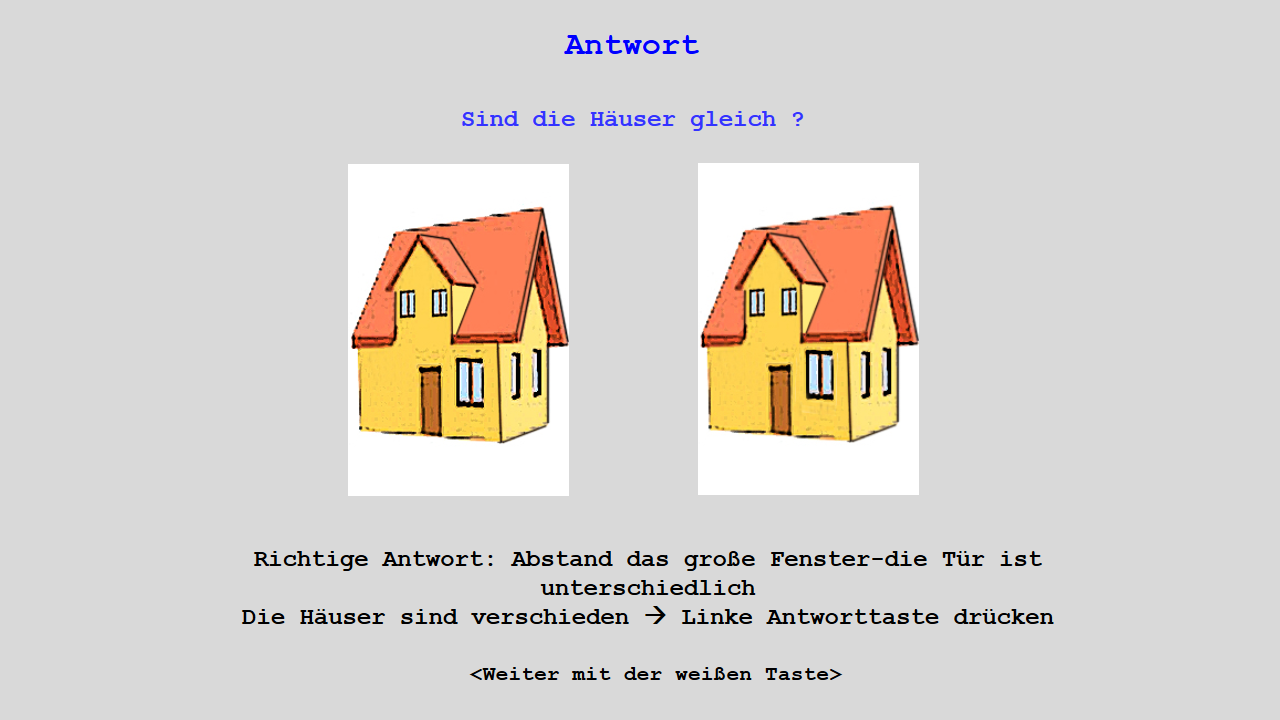 Antwort
Sind die Häuser gleich ?
Richtige Antwort: Abstand das große Fenster-die Tür ist
unterschiedlich
Die Häuser sind verschieden → Linke Antworttaste drücken
<Weiter mit der weißen Taste>